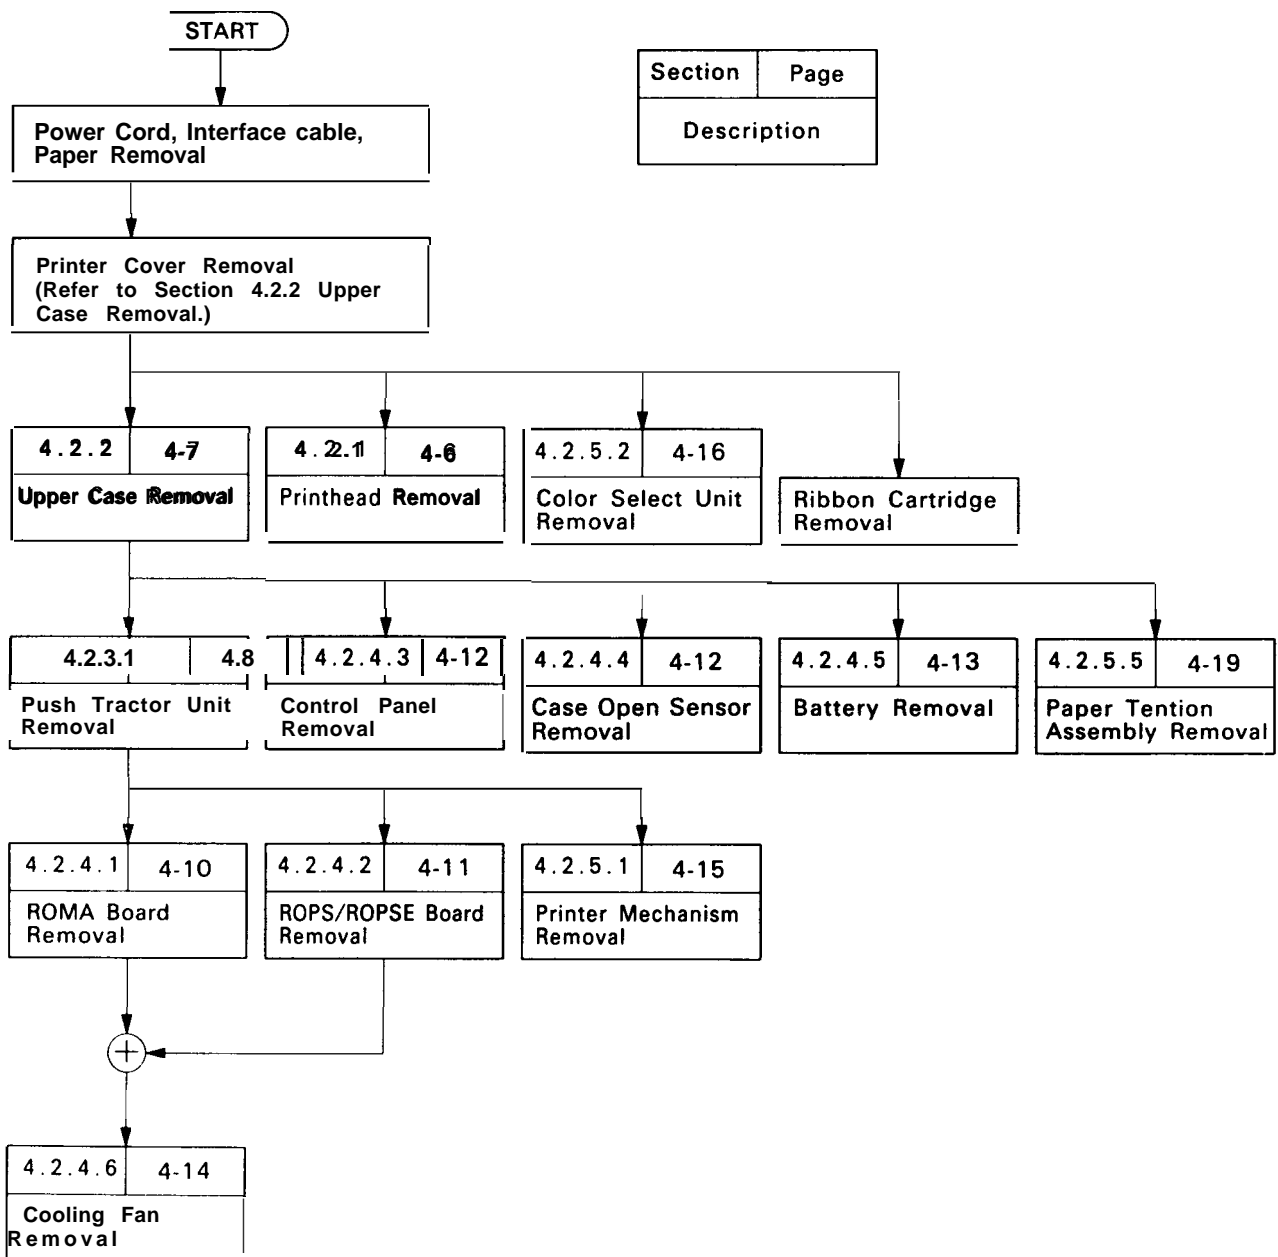 START
Section Page
Description
Power Cord, Interface cable,
Paper Removal
Printer Cover Removal
(Refer to Section 4.2.2 Upper
Case Removal.)
4.2.2 4-7
Upper Case Removal
4.2.1 4-6
Printhead Removal
4.2.5.2 4-16
Color Select Unit
Removal
Ribbon Cartridge
Removal
4.2.3.1 4.8
Push Tractor Unit
Removal
4.2.4.3 4-12
Control Panel
Removal
4.2.4.4 4-12
Case Open Sensor
Removal
4.2.4.5 4-13
Battery Removal
4.2.5.5 4-19
Paper Tention
Assembly Removal
4.2.4.1 4-10
ROMA Board
Removal
4.2.4.2 4-11
ROPS/ROPSE Board
Removal
4.2.5.1 4-15
Printer Mechanism
Removal
+
4.2.4.6 4-14
Cooling Fan
Removal